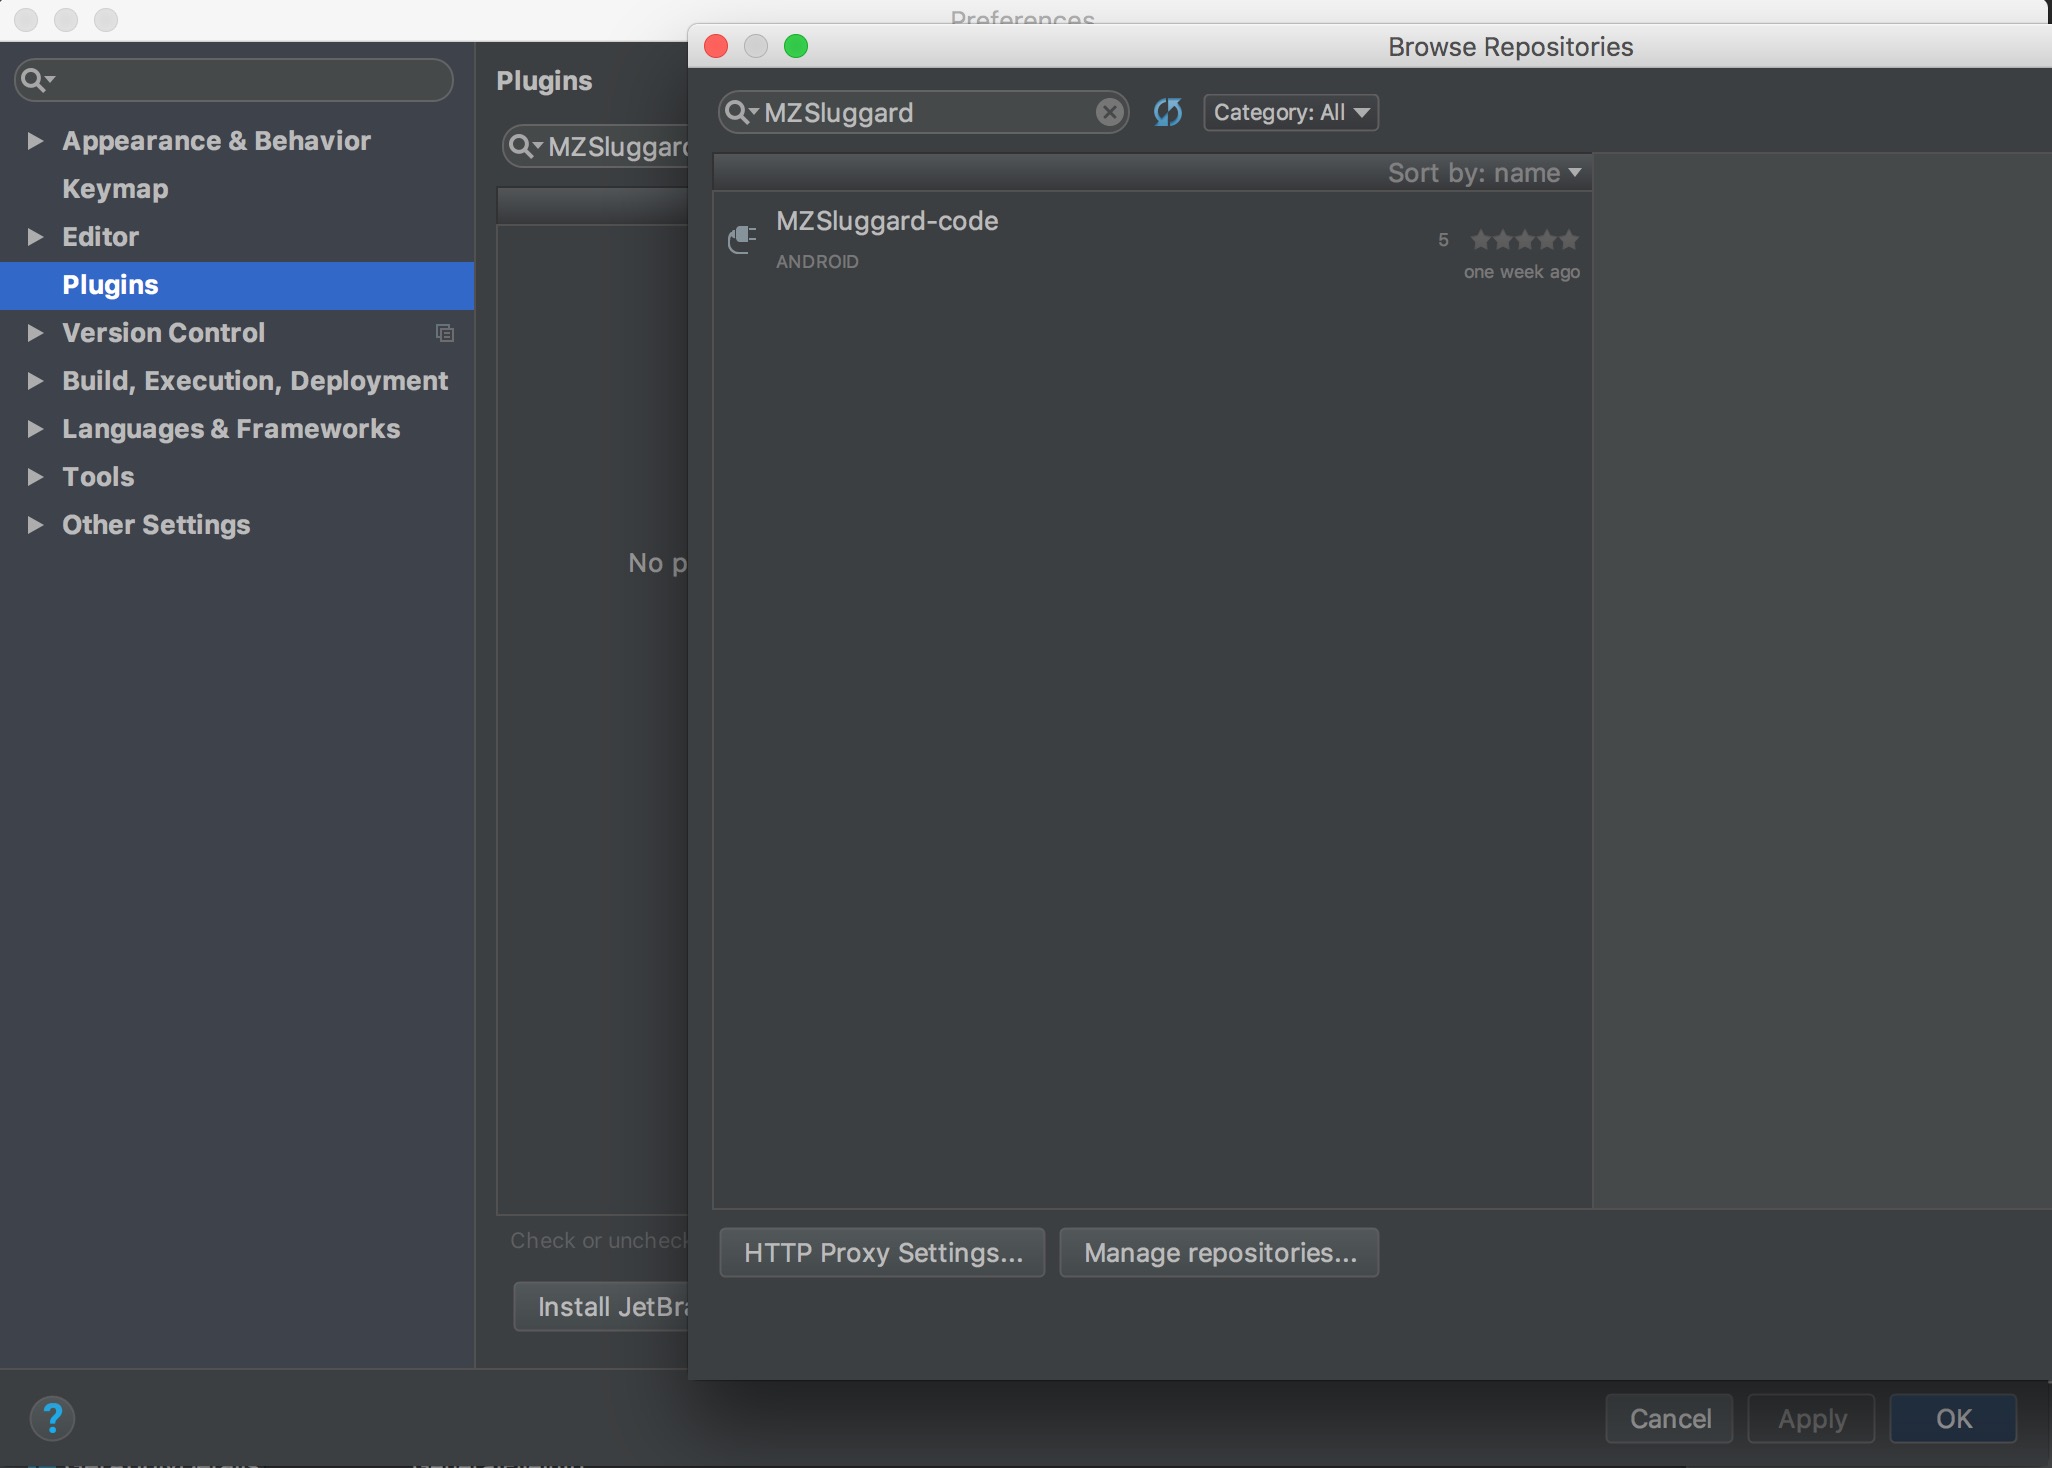 Preferences
Browse Repositories
Plugins
MZSluggard
Category: All
Appearance & Behavior
Keymap
Editor
Plugins
Version Control
Build, Execution, Deployment
Languages & Frameworks
Tools
Other Settings
MZSluggard
Sort by: name
MZSluggard-code
5
ANDROID
one week ago
No p
Check or uncheck
HTTP Proxy Settings...
Manage repositories...
Install JetBra
?
Cancel
Apply
OK